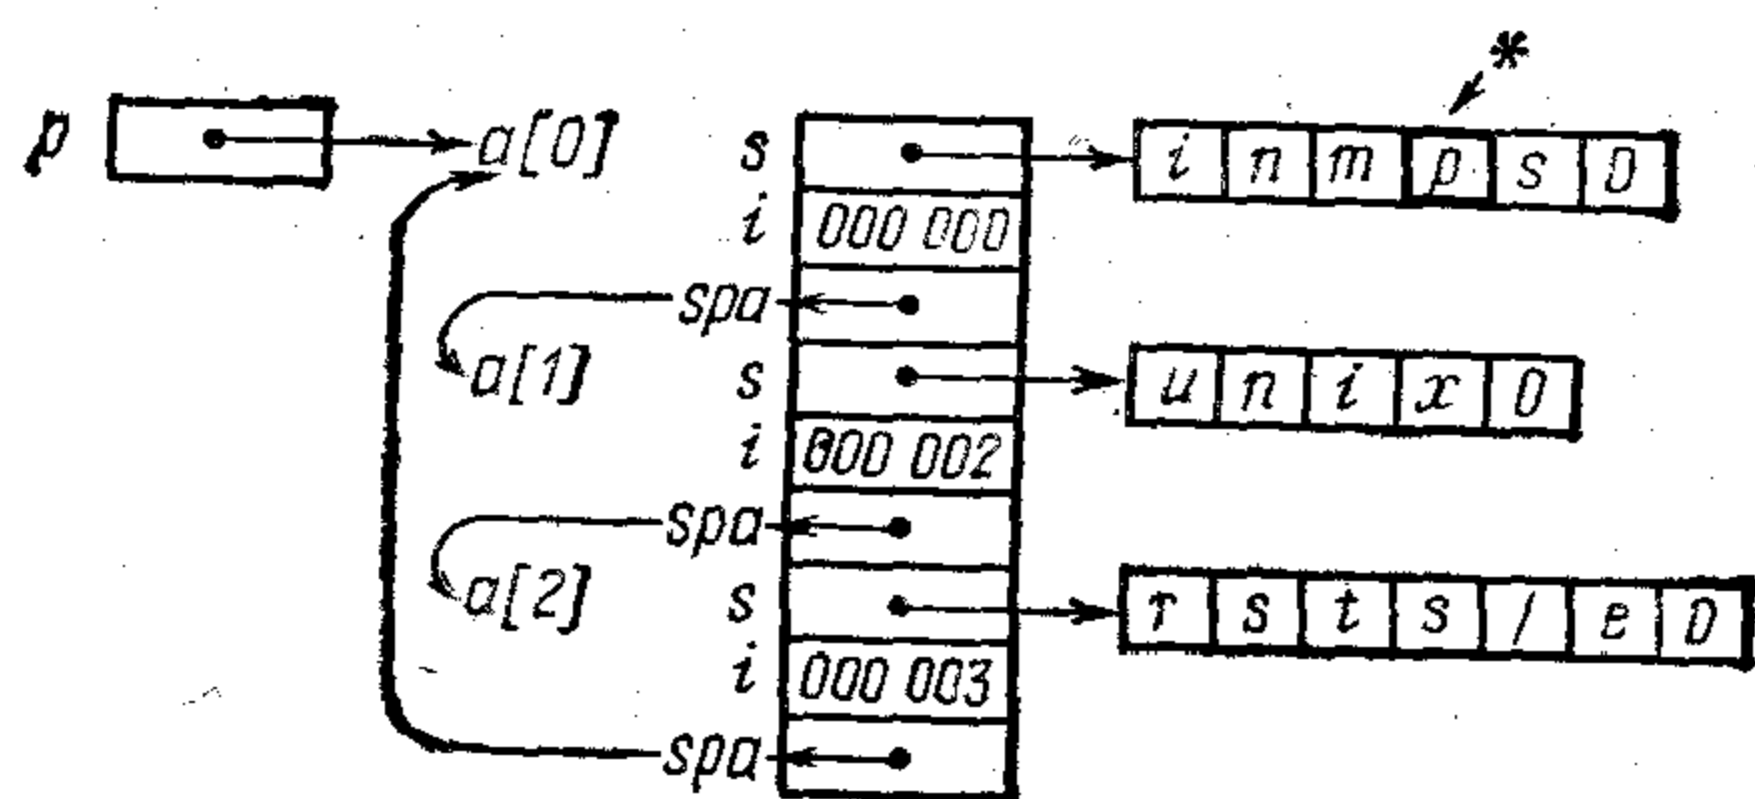 *
p a[0] s i n m p s 0
i 000 000
spa
a[1] s u n i x 0
i 000 002
spa
a[2] s r s t s / e 0
i 000 003
spa